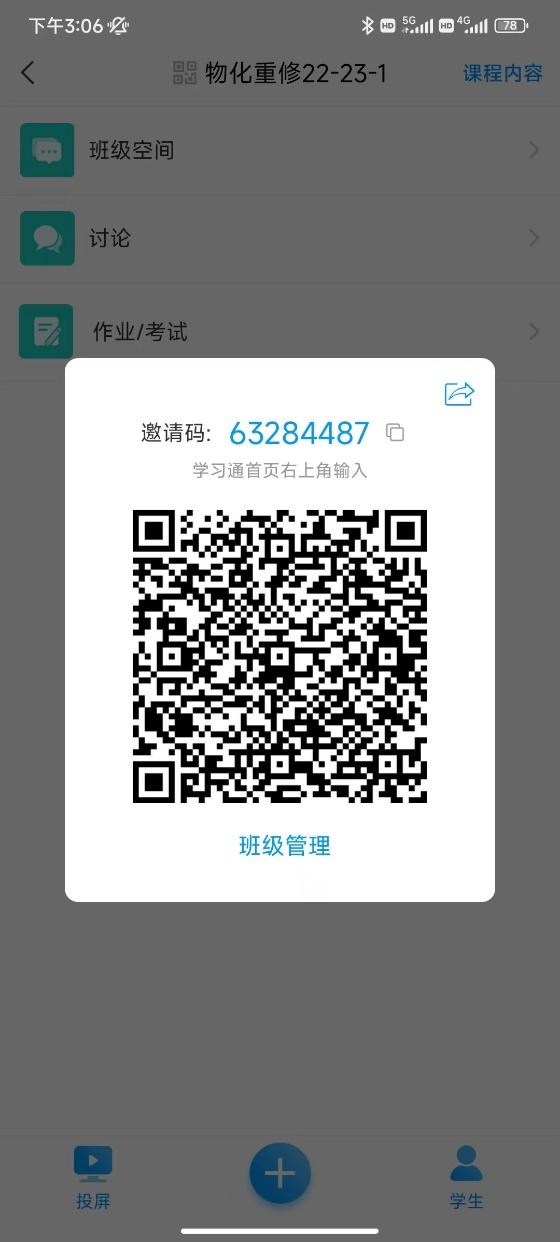 下午3:06 HD 5G HD 4G 78
物化重修22-23-1 课程内容
班级空间
讨论
作业/考试
邀请码: 63284487
学习通首页右上角输入
班级管理
投屏 学生